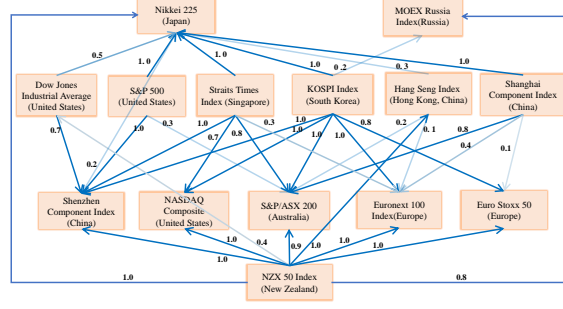 Nikkei 225
(Japan)
MOEX Russia
Index(Russia)
0.5
1. 0
1. 0
0 .2
0. 3
1.0
Dow Jones
Industrial Average
(United States)
S&P 500
(United States)
Straits Times
Index (Singapore)
KOSPI Index
(South Korea)
Hang Seng Index
(Hong Kong, China)
Shanghai
Component Index
(China)
0.7
1.0
0.3
1.0
0.7
0.8
0.3
1.0
1.0
1.0
0.8
0.2
0.1
0.8
0.4
0.1
0.2
Shenzhen
Component Index
(China)
NASDAQ
Composite
(United States)
S&P/ASX 200
(Australia)
Euronext 100
Index(Europe)
Euro Stoxx 50
(Europe)
1.0
1.0
0.4
0.9
1.0
1.0
1.0
1.0
NZX 50 Index
(New Zealand)
0.8